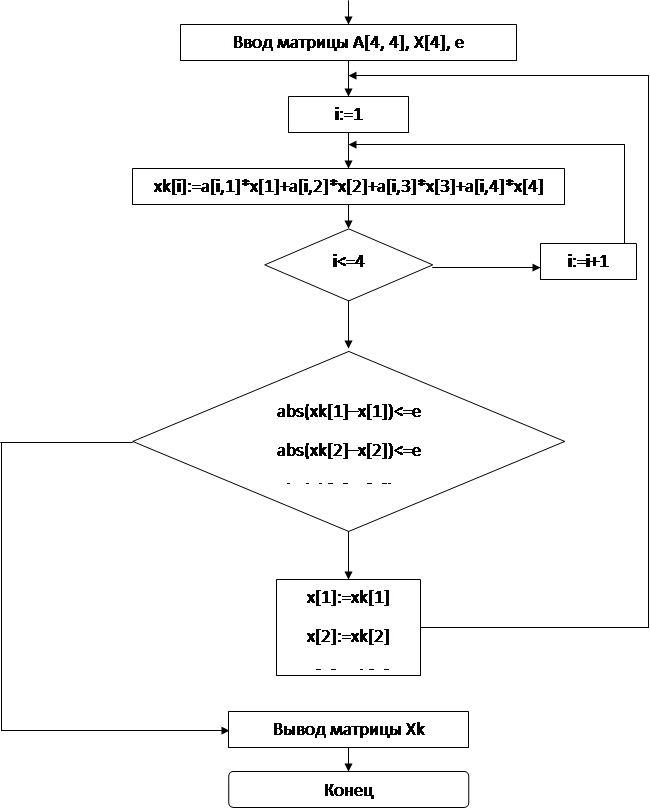 Ввод матрицы A[4, 4], X[4], e
i:=1
xk[i]:=a[i,1]*x[1]+a[i,2]*x[2]+a[i,3]*x[3]+a[i,4]*x[4]
i<=4
i:=i+1
abs(xk[1]–x[1])<=e
abs(xk[2]–x[2])<=e
x[1]:=xk[1]
x[2]:=xk[2]
Вывод матрицы Xk
Конец